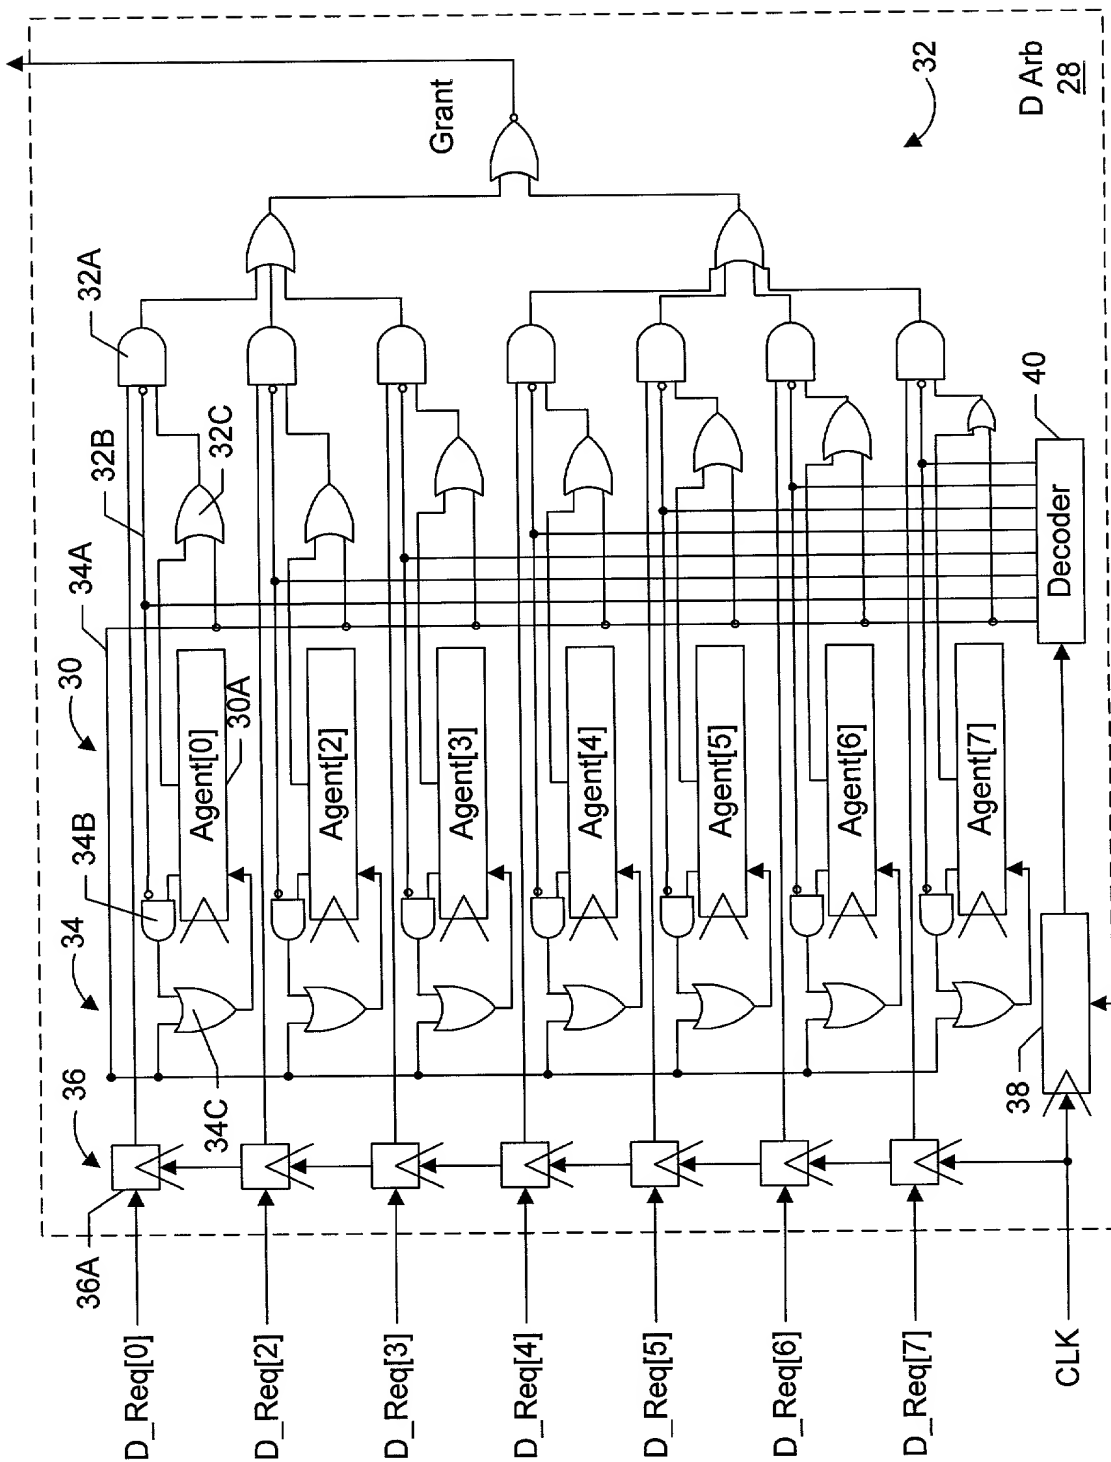 D_Req[0]
D_Req[2]
D_Req[3]
D_Req[4]
D_Req[5]
D_Req[6]
D_Req[7]
CLK
36A
36
34C
34
34B
30
34A
30A
32B
32C
32A
Agent[0]
Agent[2]
Agent[3]
Agent[4]
Agent[5]
Agent[6]
Agent[7]
38
Decoder
40
Grant
32
D Arb
28